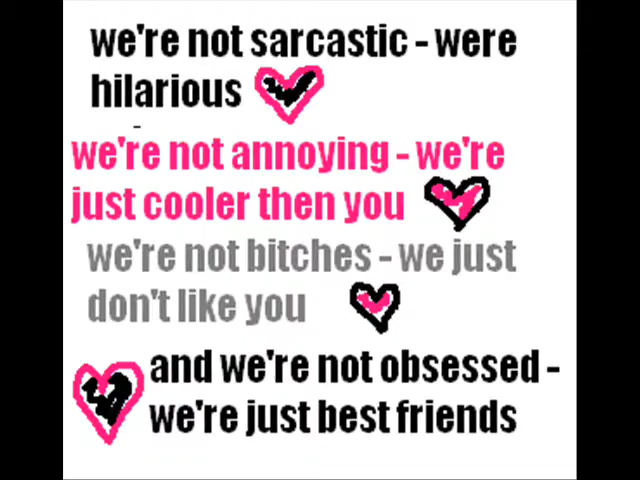 we're not sarcastic - were
hilarious
we're not annoying - we're
just cooler then you
we're not bitches - we just
don't like you
and we're not obsessed -
we're just best friends